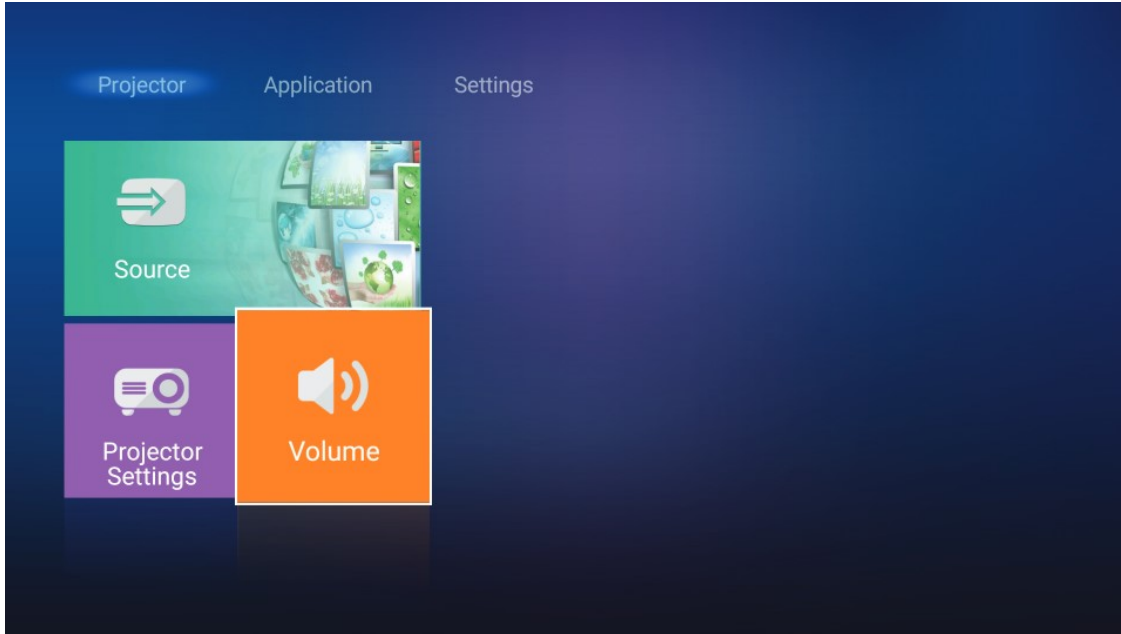 Projector
Application
Settings
Source
Projector
Settings
Volume